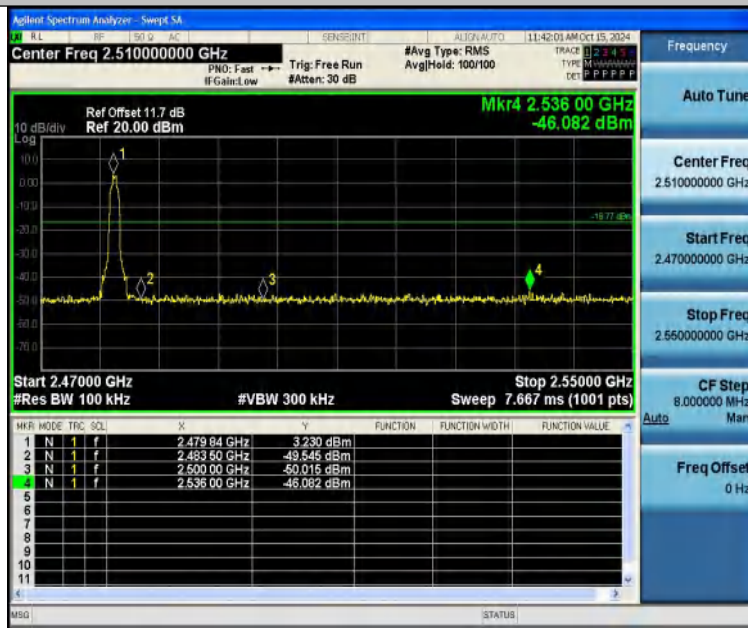 Agilent Spectrum Analyzer - Swept SA
RL RF 50 Ω AC SENSE:INT ALIGN AUTO 11:42:01 AM Oct 15, 2024
Center Freq 2.510000000 GHz
PNO: Fast
IFGain:Low
Trig: Free Run
#Atten: 30 dB
#Avg Type: RMS
Avg|Hold: 100/100
TRACE 1 2 3 4 5 6
TYPE M
DET P P P P P P
Frequency
Auto Tune
Center Freq
2.510000000 GHz
Start Freq
2.470000000 GHz
Stop Freq
2.550000000 GHz
CF Step
8.000000 MHz
Auto Man
Freq Offset
0 Hz
Mkr4 2.536 00 GHz
-46.082 dBm
Ref Offset 11.7 dB
10 dB/div Ref 20.00 dBm
Log
10.0
0.00
-10.0
-20.0
-30.0
-40.0
-50.0
-60.0
-70.0
1
2
3
4
Start 2.47000 GHz Stop 2.55000 GHz
#Res BW 100 kHz #VBW 300 kHz Sweep 7.667 ms (1001 pts)
MKR MODE TRC SCL X Y FUNCTION FUNCTION WIDTH FUNCTION VALUE
1 N 1 f 2.479 84 GHz 3.230 dBm
2 N 1 f 2.483 50 GHz -49.545 dBm
3 N 1 f 2.500 00 GHz -50.015 dBm
4 N 1 f 2.536 00 GHz -46.082 dBm
5
6
7
8
9
10
11
MSG STATUS